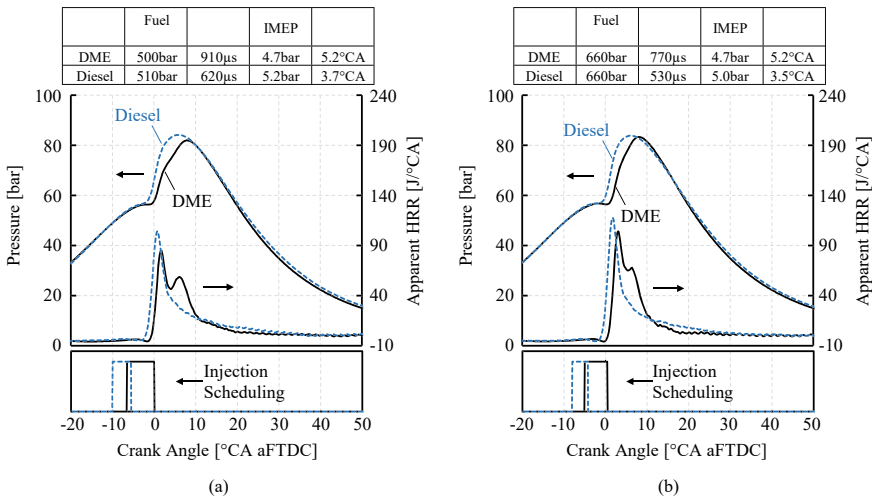 Fuel IMEP
DME 500bar 910μs 4.7bar 5.2°CA
Diesel 510bar 620μs 5.2bar 3.7°CA
100 240
80 190
60 140
40 90
20 40
0 -10
Pressure [bar]
Apparent HRR [J/°CA]
Diesel
DME
Injection
Scheduling
-20 -10 0 10 20 30 40 50
Crank Angle [°CA aFTDC]
(a)
Fuel IMEP
DME 660bar 770μs 4.7bar 5.2°CA
Diesel 660bar 530μs 5.0bar 3.5°CA
100 240
80 190
60 140
40 90
20 40
0 -10
Pressure [bar]
Apparent HRR [J/°CA]
Diesel
DME
Injection
Scheduling
-20 -10 0 10 20 30 40 50
Crank Angle [°CA aFTDC]
(b)